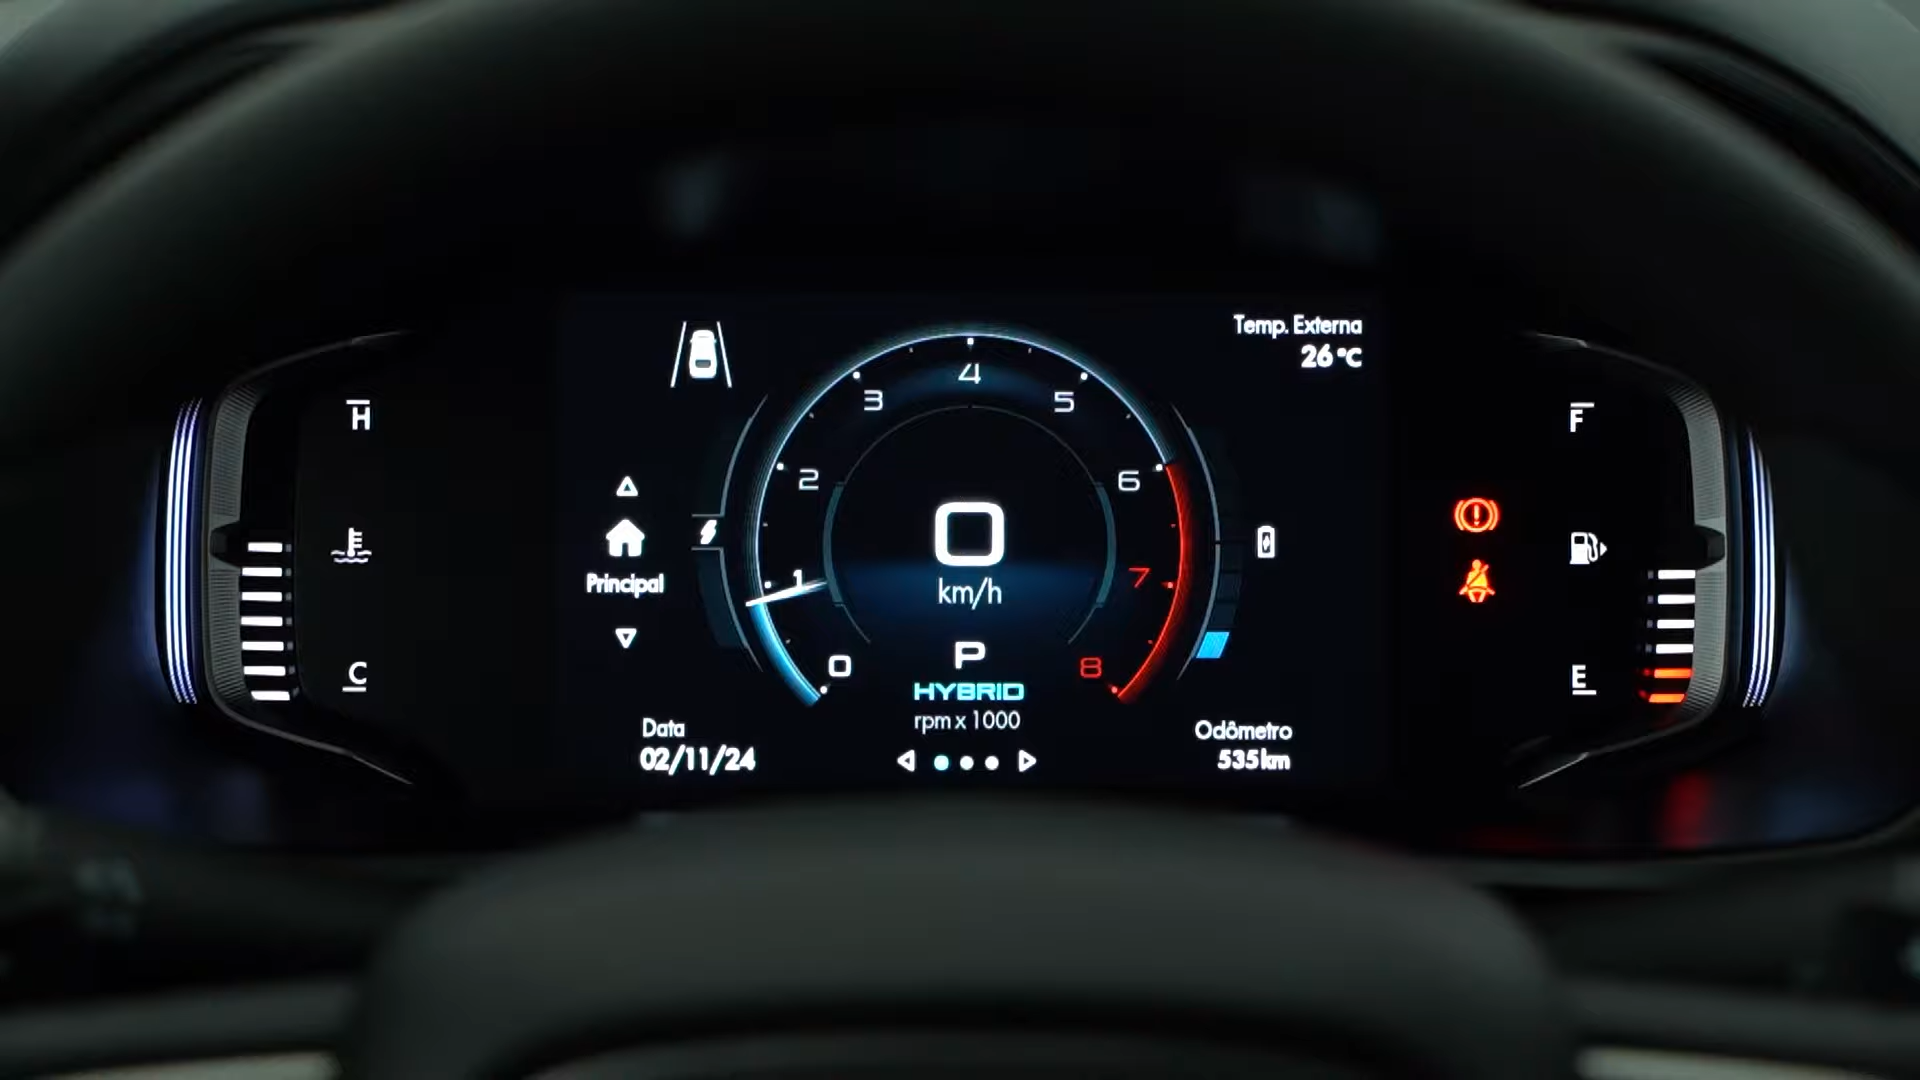 Temp. Externa
26°C
H
C
Principal
0
1
2
3
4
5
6
7
8
0
km/h
P
HYBRID
rpm x 1000
Data
02/11/24
Odômetro
535km
F
E